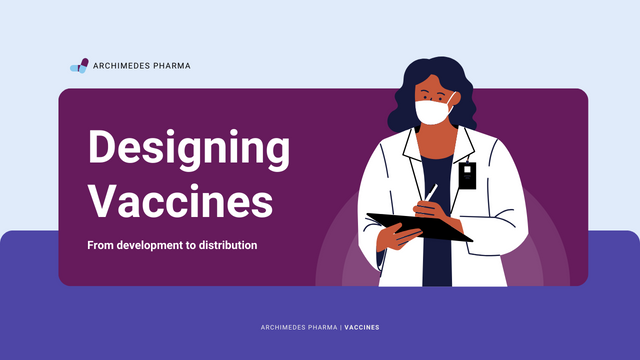 ARCHIMEDES PHARMA
Designing
Vaccines
From development to distribution
ARCHIMEDES PHARMA | VACCINES